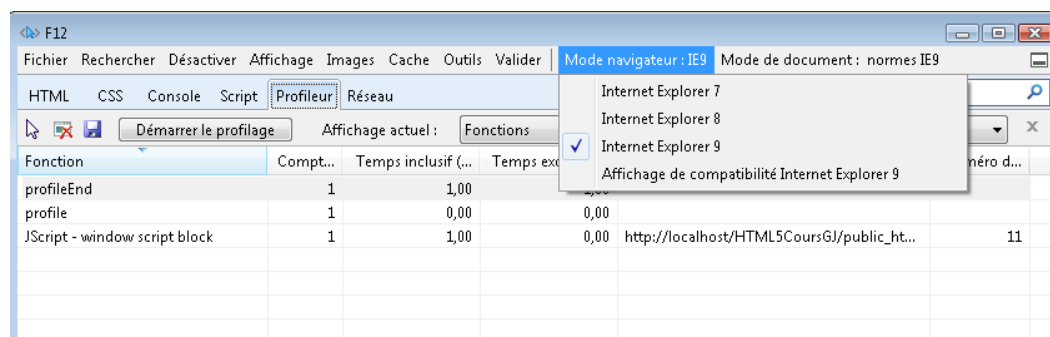 F12
Fichier Rechercher Désactiver Affichage Images Cache Outils Valider Mode navigateur : IE9 Mode de document : normes IE9
HTML CSS Console Script Profileur Réseau
Internet Explorer 7
Internet Explorer 8
Internet Explorer 9
Affichage de compatibilité Internet Explorer 9
Démarrer le profilage Affichage actuel : Fonctions
Fonction Compt... Temps inclusif (... Temps exc méro d...
profileEnd 1 1,00 1,00
profile 1 0,00 0,00
JScript - window script block 1 1,00 0,00 http://localhost/HTML5CoursGJ/public_ht... 11